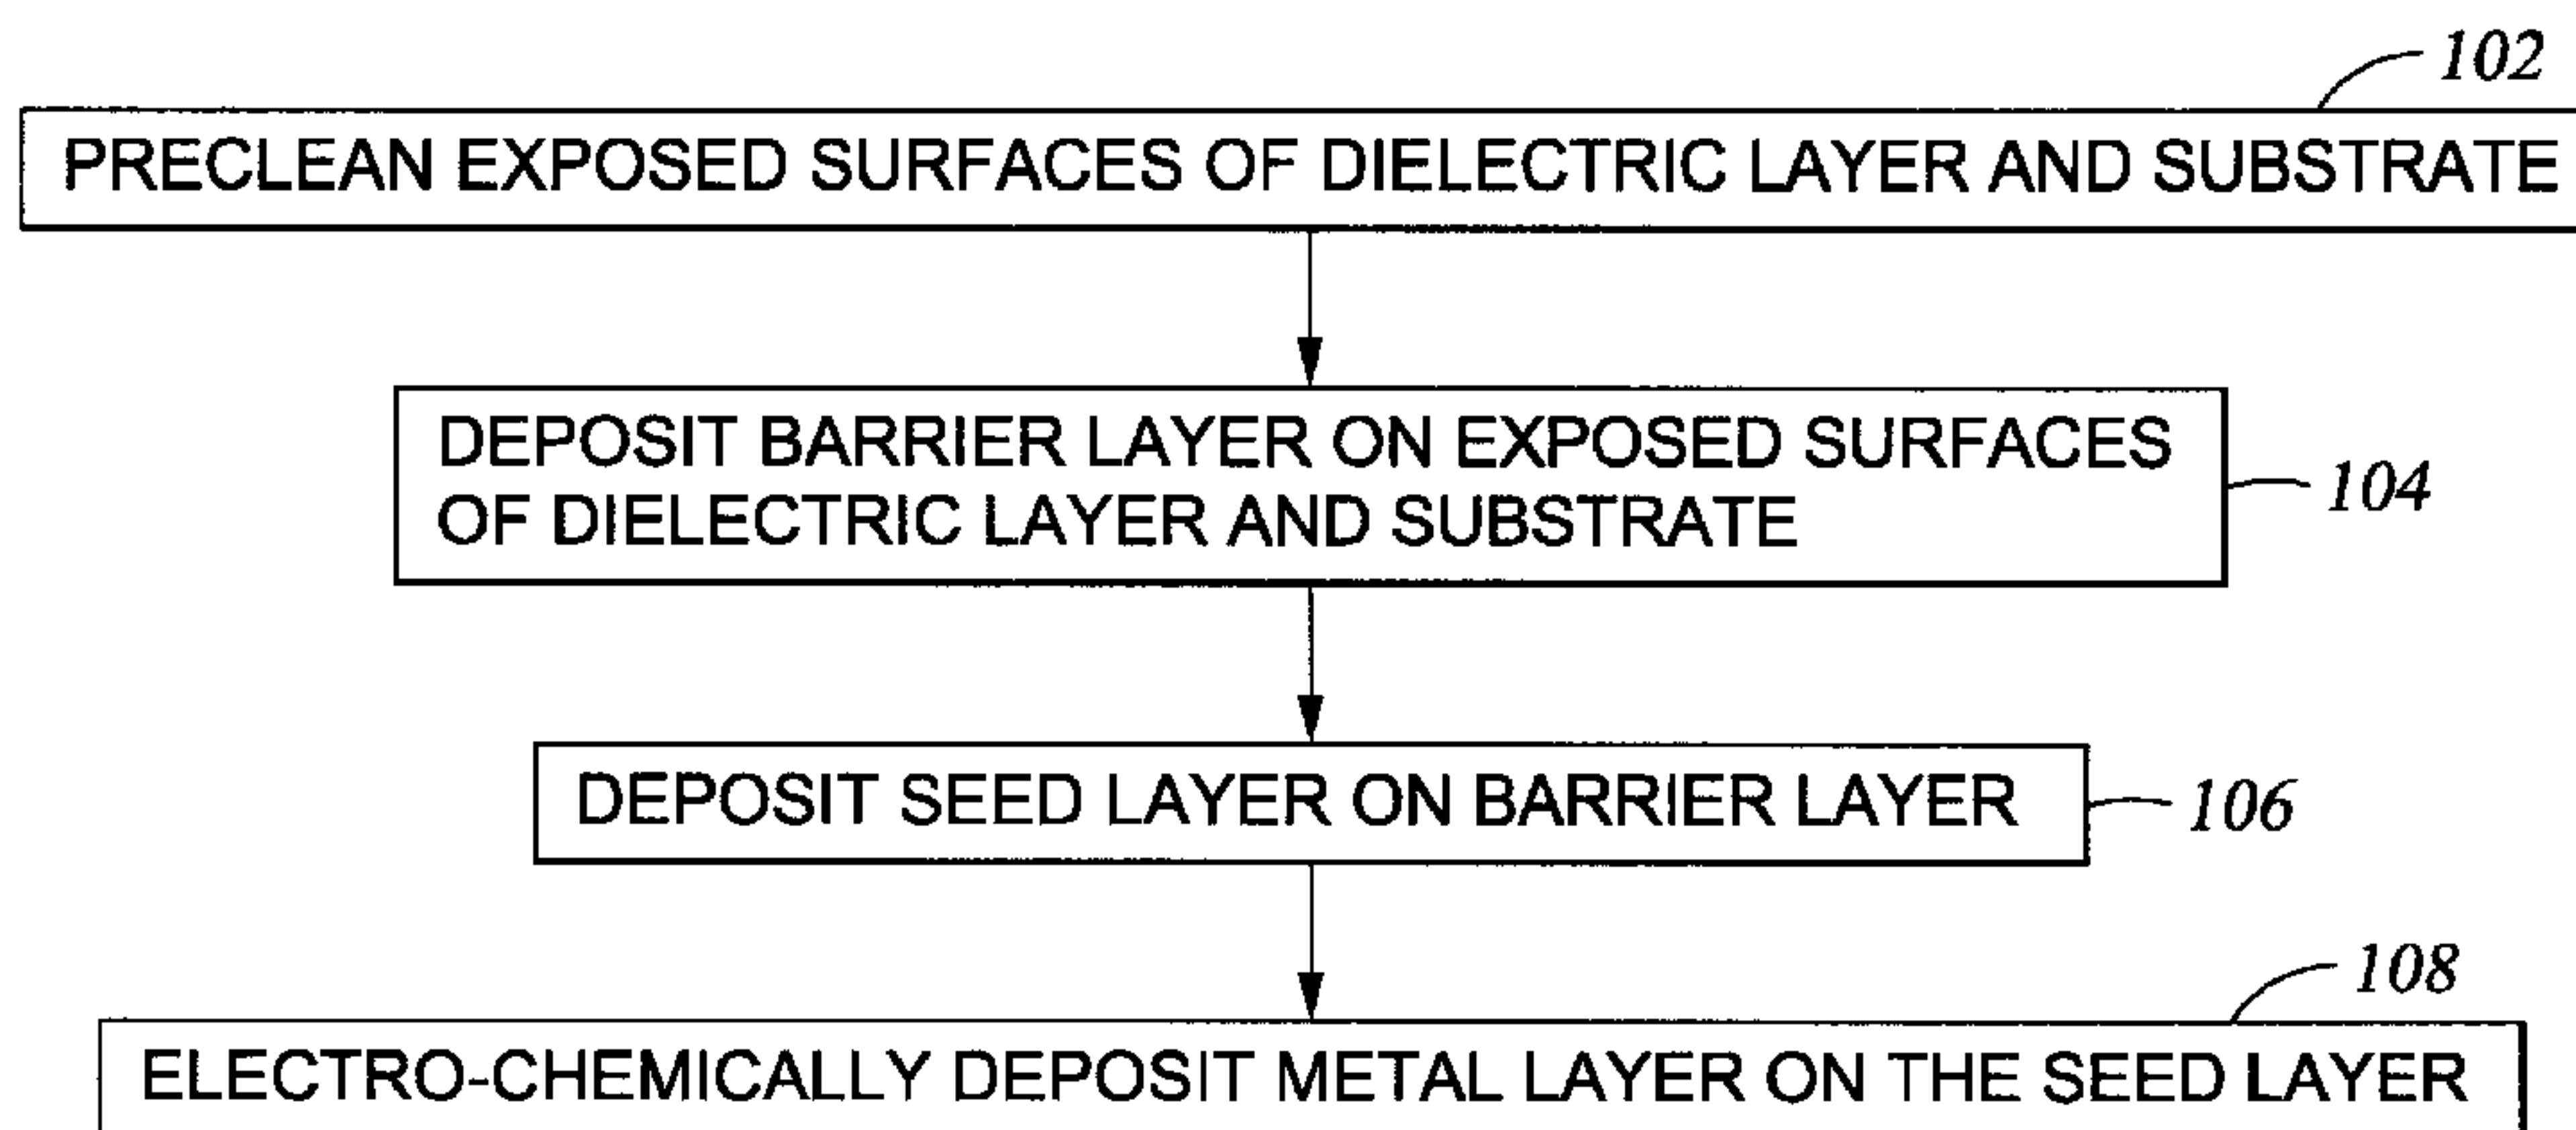 102
PRECLEAN EXPOSED SURFACES OF DIELECTRIC LAYER AND SUBSTRATE
DEPOSIT BARRIER LAYER ON EXPOSED SURFACES
OF DIELECTRIC LAYER AND SUBSTRATE
104
DEPOSIT SEED LAYER ON BARRIER LAYER
106
108
ELECTRO-CHEMICALLY DEPOSIT METAL LAYER ON THE SEED LAYER